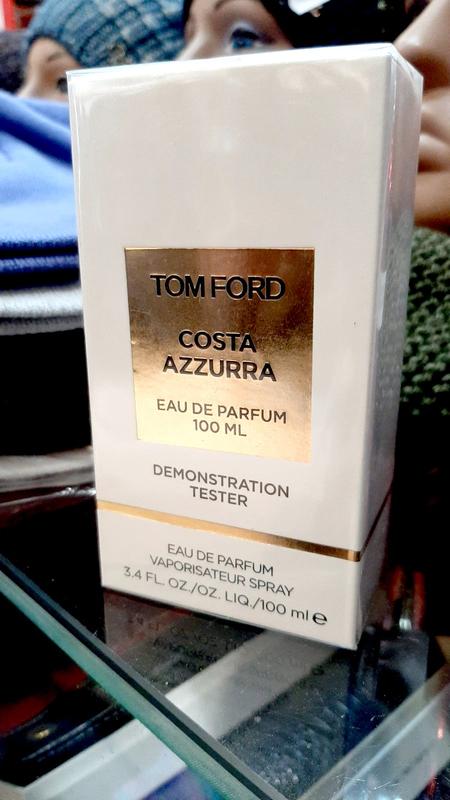 TOM FORD
COSTA
AZZURRA
EAU DE PARFUM
100 ML
DEMONSTRATION
TESTER
EAU DE PARFUM
VAPORISATEUR SPRAY
3.4 FL. OZ./OZ. LIQ./100 ml e